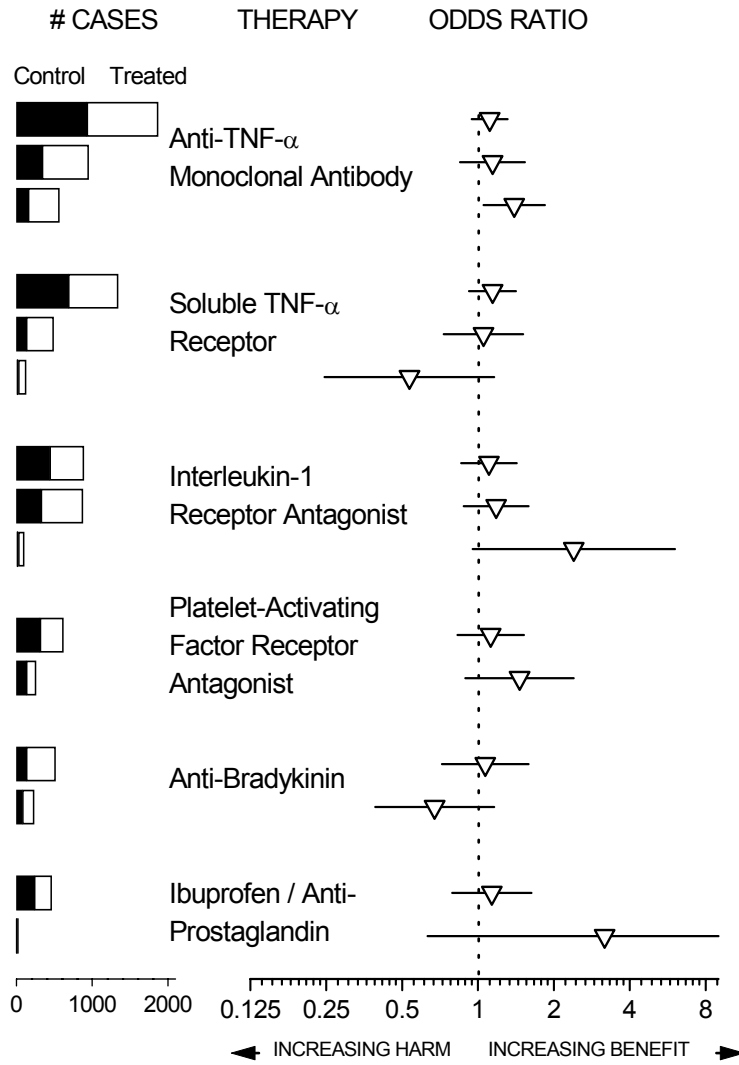 # CASES THERAPY ODDS RATIO
Control Treated
Anti-TNF-α
Monoclonal Antibody
Soluble TNF-α
Receptor
Interleukin-1
Receptor Antagonist
Platelet-Activating
Factor Receptor
Antagonist
Anti-Bradykinin
Ibuprofen / Anti-
Prostaglandin
0 1000 2000 0.125 0.25 0.5 1 2 4 8
INCREASING HARM INCREASING BENEFIT